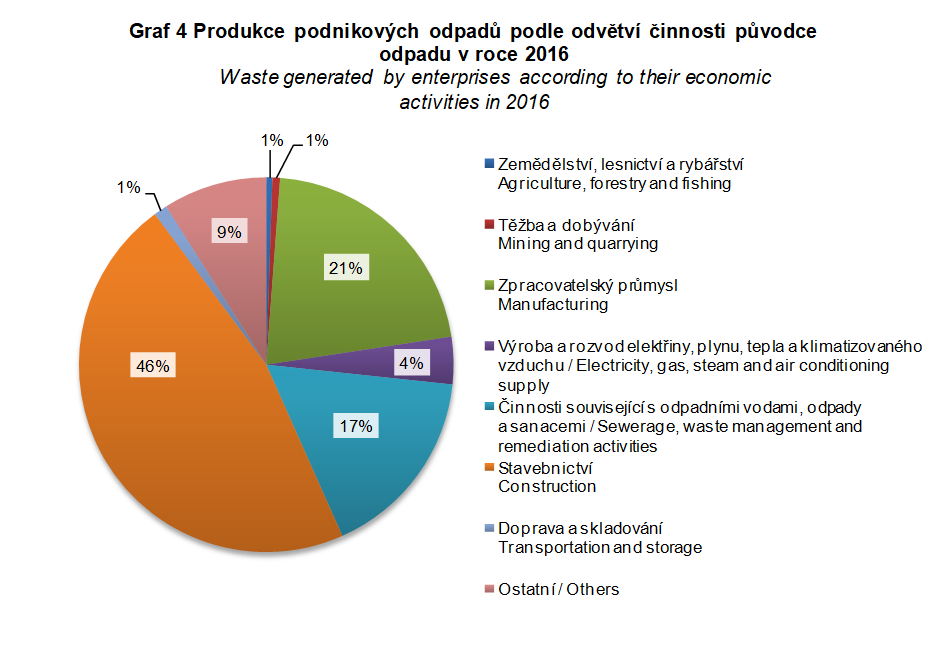 Graf 4 Produkce podnikových odpadů podle odvětví činnosti původce
odpadu v roce 2016
Waste generated by enterprises according to their economic
activities in 2016
1%
1%
1%
9%
21%
4%
17%
46%
Zemědělství, lesnictví a rybářství
Agriculture, forestry and fishing
Těžba a dobývání
Mining and quarrying
Zpracovatelský průmysl
Manufacturing
Výroba a rozvod elektřiny, plynu, tepla a klimatizovaného
vzduchu / Electricity, gas, steam and air conditioning
supply
Činnosti související s odpadními vodami, odpady
a sanacemi / Sewerage, waste management and
remediation activities
Stavebnictví
Construction
Doprava a skladování
Transportation and storage
Ostatní / Others